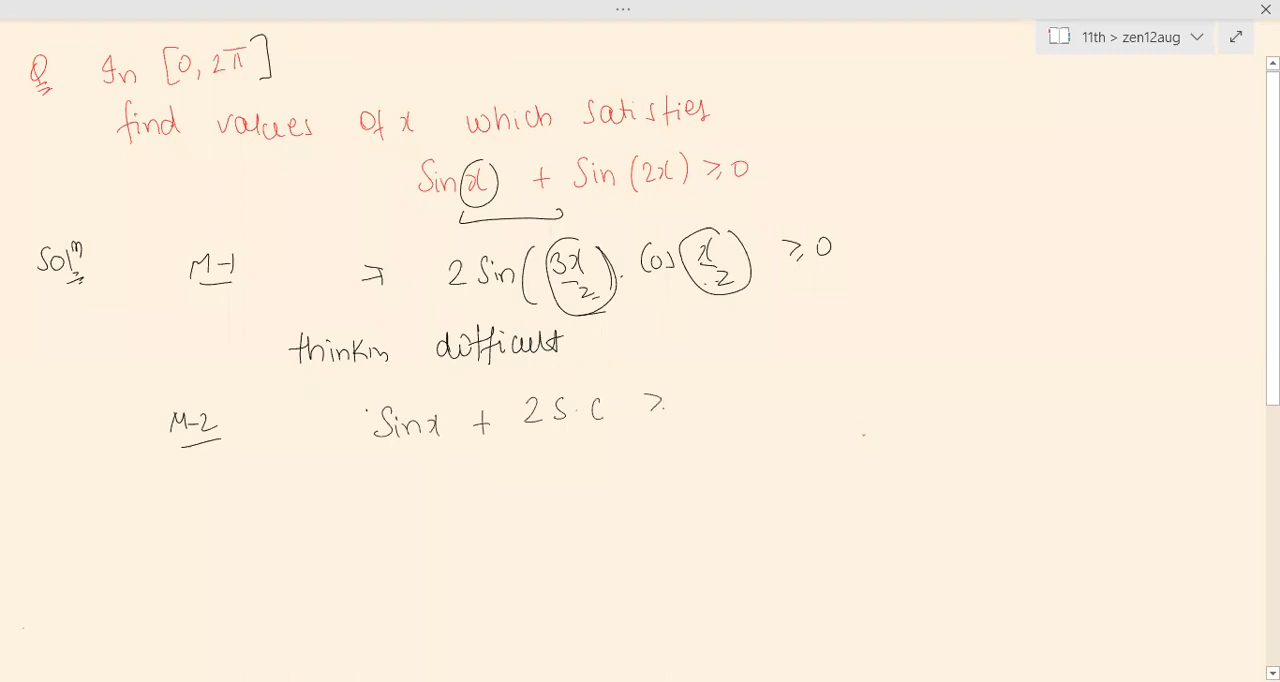 11th > zen12aug
Q In [0, 2π]
find values of x which satisfies
Sin x + Sin (2x) ≥ 0
Solⁿ M-1 ⇒ 2 Sin(3x/2). Cos(x/2) ≥ 0
thinkin difficult
M-2 Sinx + 2 S. C ≥